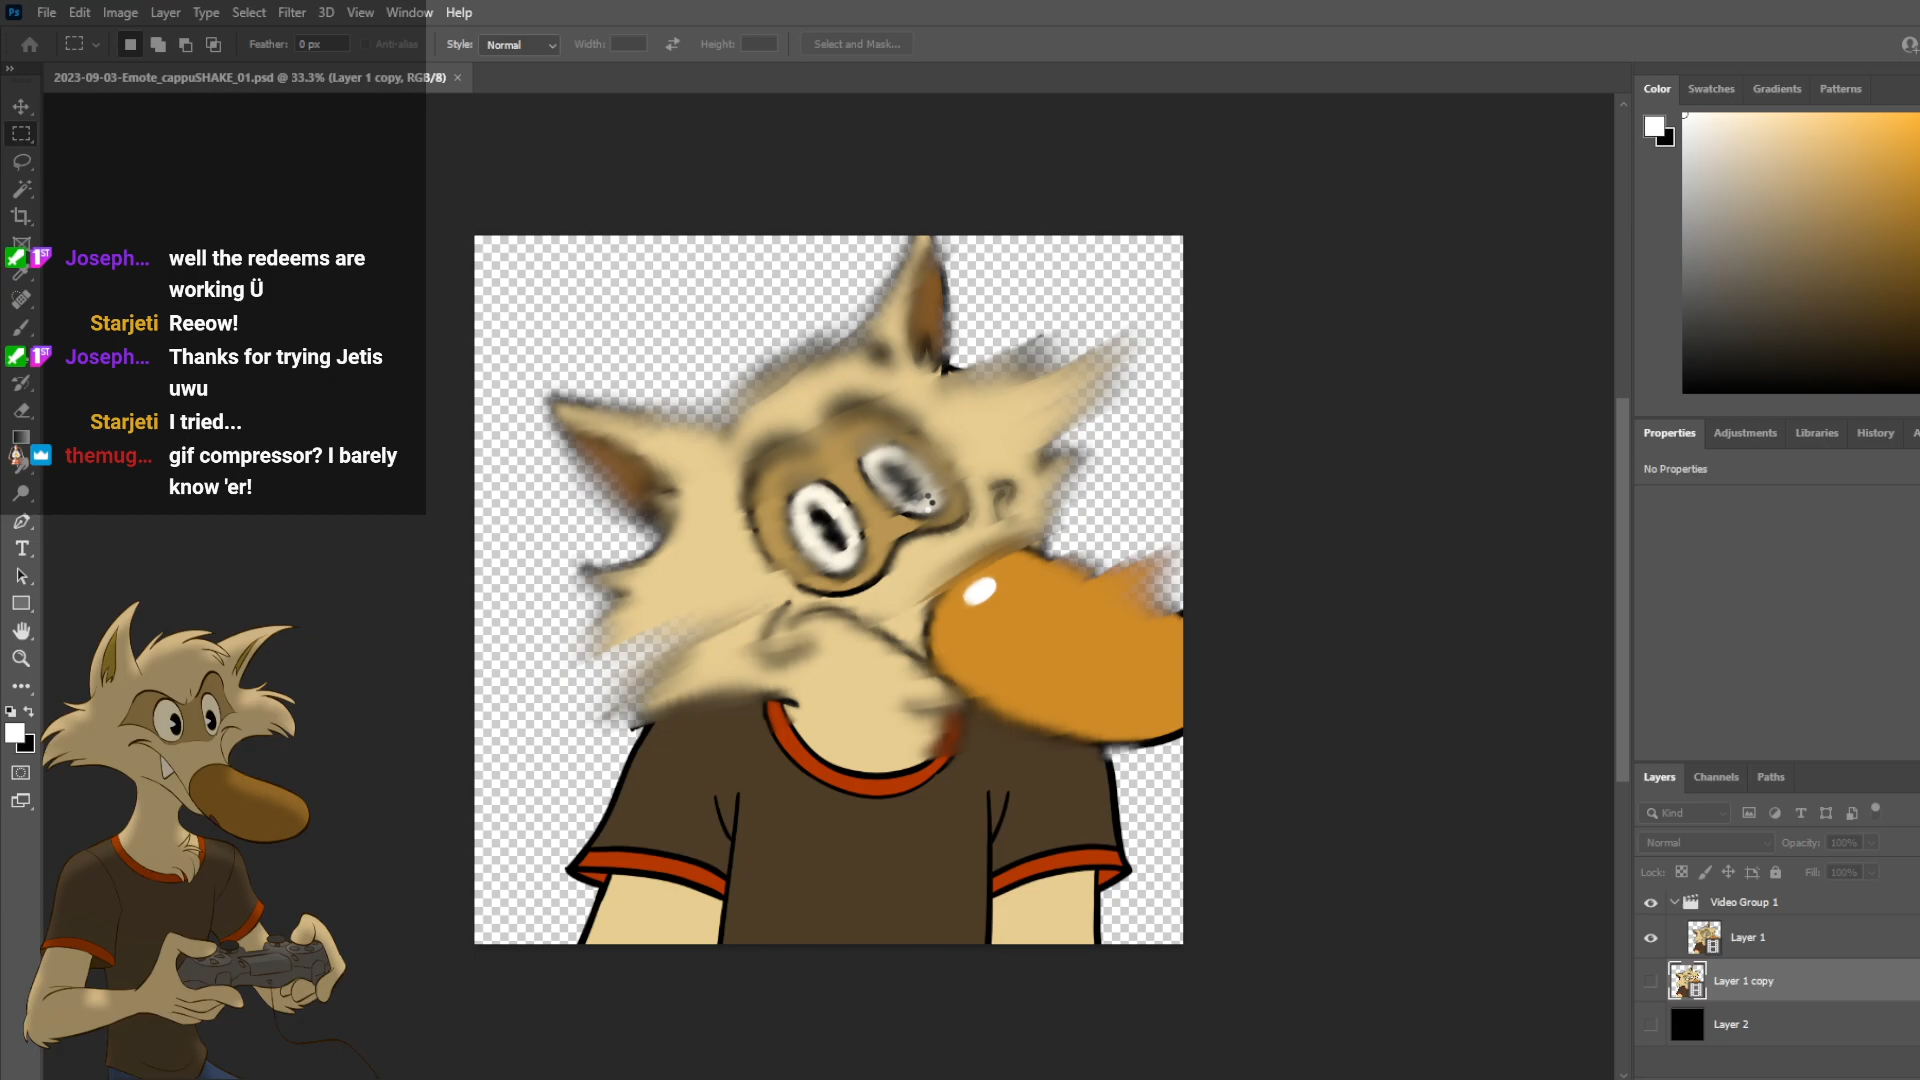 Ps File Edit Image Layer Type Select Filter 3D View Window Help
Feather: 0 px Anti-alias Style: Normal Width: Height: Select and Mask...
2023-09-03-Emote_cappuSHAKE_01.psd @ 33.3% (Layer 1 copy, RGB/8)
Color Swatches Gradients Patterns
1ST Joseph... well the redeems are
working Ü
Starjeti Reeow!
1ST Joseph... Thanks for trying Jetis
uwu
Starjeti I tried...
themug... gif compressor? I barely
know 'er!
T
Properties Adjustments Libraries History A
No Properties
Layers Channels Paths
Kind
Normal Opacity: 100%
Lock: Fill: 100%
Video Group 1
Layer 1
Layer 1 copy
Layer 2